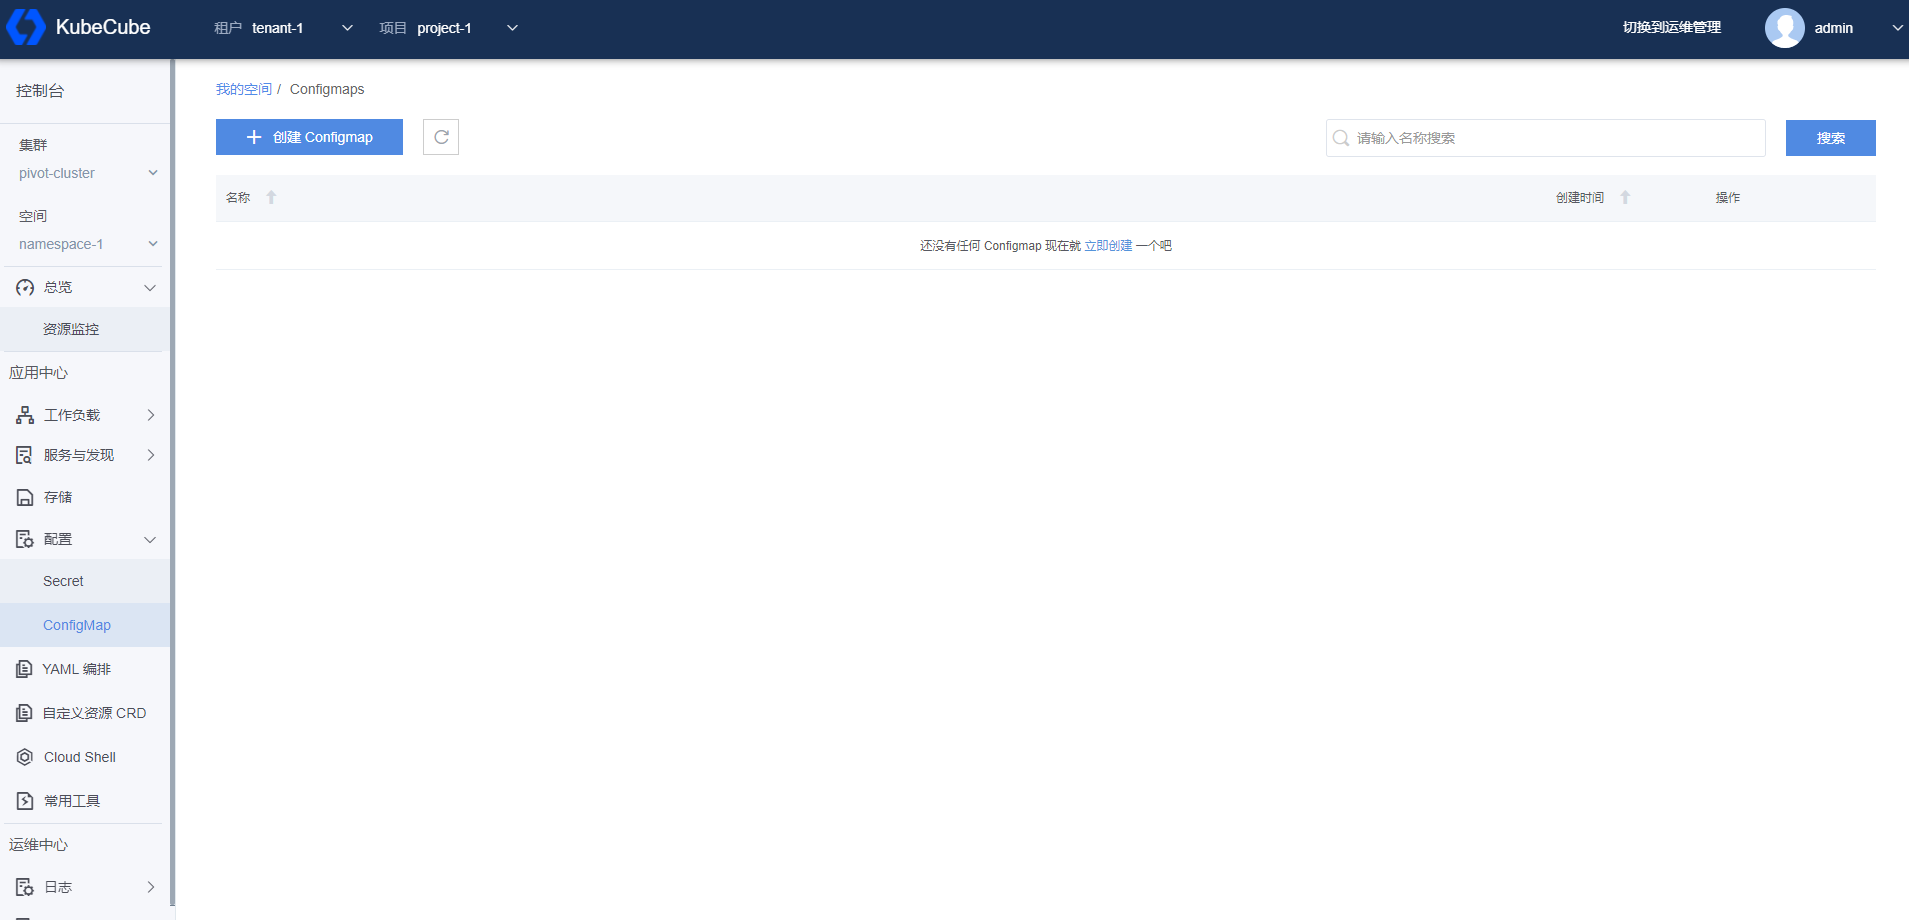 KubeCube 租户 tenant-1 项目 project-1 切换到运维管理 admin
控制台
集群
pivot-cluster
空间
namespace-1
总览
资源监控
应用中心
工作负载
服务与发现
存储
配置
Secret
ConfigMap
YAML 编排
自定义资源 CRD
Cloud Shell
常用工具
运维中心
日志
我的空间 / Configmaps
创建 Configmap 请输入名称搜索 搜索
名称 创建时间 操作
还没有任何 Configmap 现在就 立即创建 一个吧